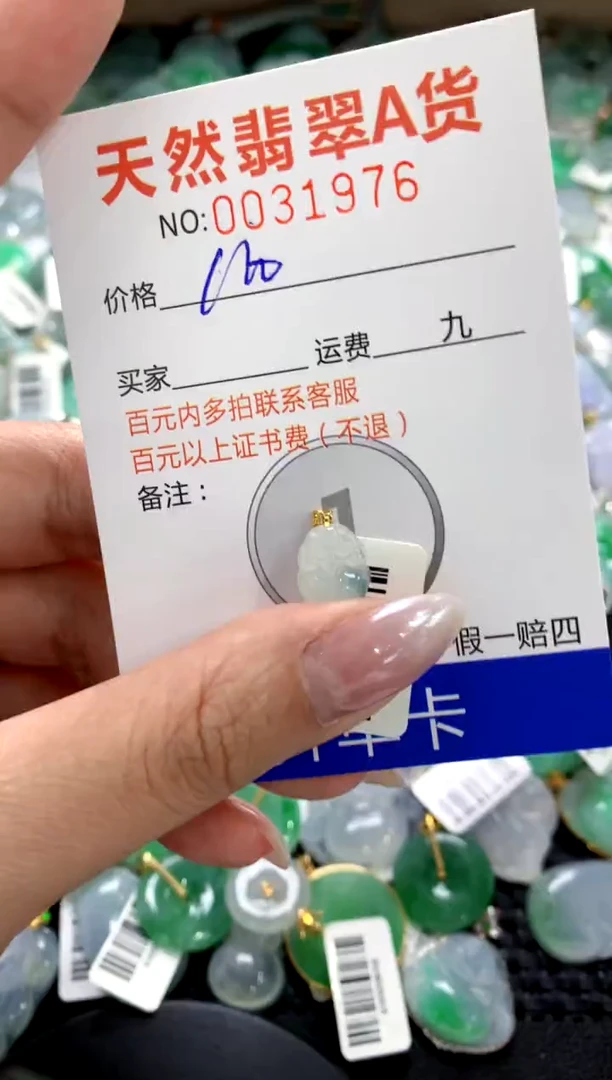 天然翡翠A货
NO:0031976
价格
买家 运费 九
百元内多拍联系客服
百元以上证书费（不退）
备注：
假一赔四
卡